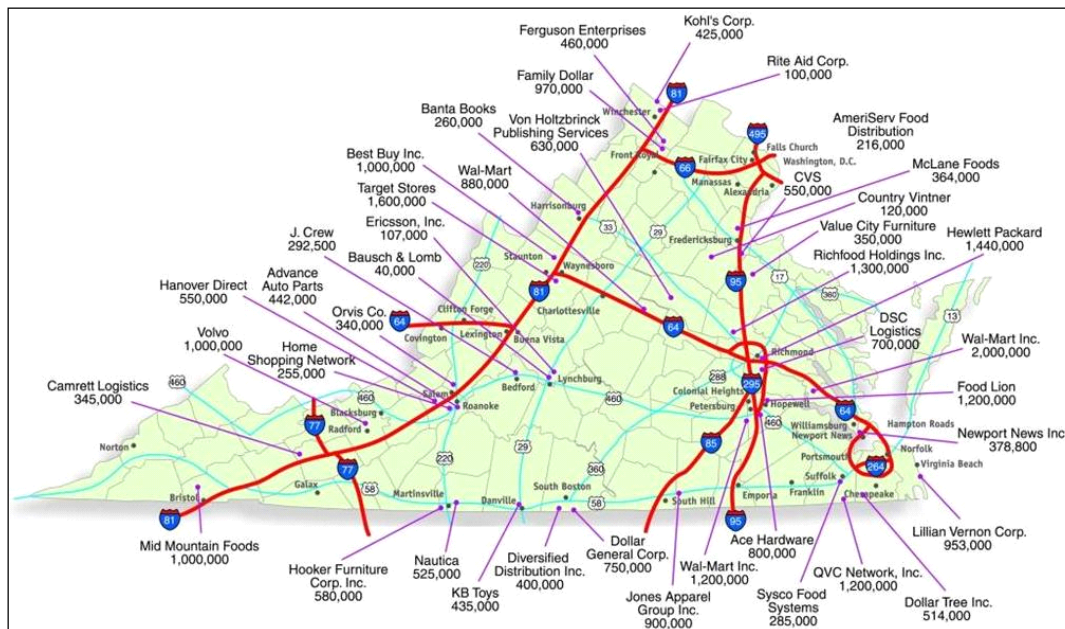 Kohl's Corp.
425,000
Ferguson Enterprises
460,000
Rite Aid Corp.
100,000
Family Dollar
970,000
Banta Books
260,000
Von Holtzbrinck
Publishing Services
630,000
AmeriServ Food
Distribution
216,000
Best Buy Inc.
1,000,000
Wal-Mart
880,000
McLane Foods
364,000
CVS
550,000
Target Stores
1,600,000
Country Vintner
120,000
Ericsson, Inc.
107,000
Value City Furniture
350,000
Hewlett Packard
1,440,000
J. Crew
292,500
Bausch & Lomb
40,000
Richfood Holdings Inc.
1,300,000
Advance
Auto Parts
442,000
Hanover Direct
550,000
Orvis Co.
340,000
DSC
Logistics
700,000
Volvo
1,000,000
Home
Shopping Network
255,000
Wal-Mart Inc.
2,000,000
Camrett Logistics
345,000
Food Lion
1,200,000
Newport News Inc
378,800
Lillian Vernon Corp.
953,000
Mid Mountain Foods
1,000,000
Hooker Furniture
Corp. Inc.
580,000
Nautica
525,000
KB Toys
435,000
Diversified
Distribution Inc.
400,000
Dollar
General Corp.
750,000
Jones Apparel
Group Inc.
900,000
Wal-Mart Inc.
1,200,000
Ace Hardware
800,000
Sysco Food
Systems
285,000
QVC Network, Inc.
1,200,000
Dollar Tree Inc.
514,000
81
Winchester
495
Falls Church
Front Royal
66
Fairfax City
Washington, D.C.
Manassas
Alexandria
Harrisonburg
33
29
Fredericksburg
220
Staunton
Waynesboro
81
95
17
360
13
Charlottesville
64
Clifton Forge
Covington
Lexington
Buena Vista
64
Richmond
288
460
Salem
Roanoke
Bedford
Lynchburg
460
Colonial Heights
295
Petersburg
Hopewell
460
64
Blacksburg
460
Radford
77
Williamsburg
Newport News
Hampton Roads
Norton
77
220
29
360
85
Norfolk
Portsmouth
264
Virginia Beach
Suffolk
Chesapeake
Bristol
81
Galax
58
Martinsville
Danville
South Boston
58
South Hill
Emporia
Franklin
95